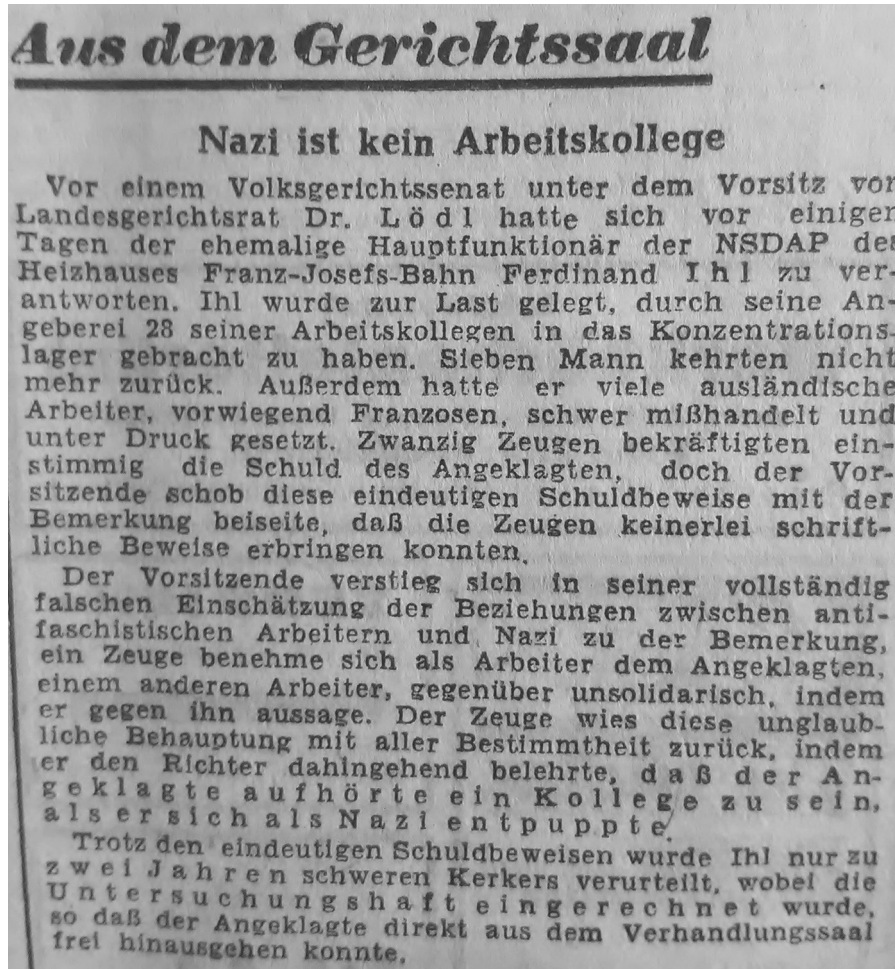 Aus dem Gerichtssaal
Nazi ist kein Arbeitskollege
Vor einem Volksgerichtssenat unter dem Vorsitz vor
Landesgerichtsrat Dr. Lödl hatte sich vor einiger
Tagen der ehemalige Hauptfunktionär der NSDAP des
Heizhauses Franz-Josefs-Bahn Ferdinand Ihl zu ver-
antworten. Ihl wurde zur Last gelegt, durch seine An-
geberei 28 seiner Arbeitskollegen in das Konzentrations-
lager gebracht zu haben. Sieben Mann kehrten nicht
mehr zurück. Außerdem hatte er viele ausländische
Arbeiter, vorwiegend Franzosen, schwer mißhandelt und
unter Druck gesetzt. Zwanzig Zeugen bekräftigten ein-
stimmig die Schuld des Angeklagten, doch der Vor-
sitzende schob diese eindeutigen Schuldbeweise mit der
Bemerkung beiseite, daß die Zeugen keinerlei schrift-
liche Beweise erbringen konnten.
Der Vorsitzende verstieg sich in seiner vollständig
falschen Einschätzung der Beziehungen zwischen anti-
faschistischen Arbeitern und Nazi zu der Bemerkung,
ein Zeuge benehme sich als Arbeiter dem Angeklagten,
einem anderen Arbeiter, gegenüber unsolidarisch, indem
er gegen ihn aussage. Der Zeuge wies diese unglaub-
liche Behauptung mit aller Bestimmtheit zurück, indem
er den Richter dahingehend belehrte, daß der An-
geklagte aufhörte ein Kollege zu sein,
als er sich als Nazi entpuppte.
Trotz den eindeutigen Schuldbeweisen wurde Ihl nur zu
zwei Jahren schweren Kerkers verurteilt, wobei die
Untersuchungshaft eingerechnet wurde,
so daß der Angeklagte direkt aus dem Verhandlungssaal
frei hinausgehen konnte.